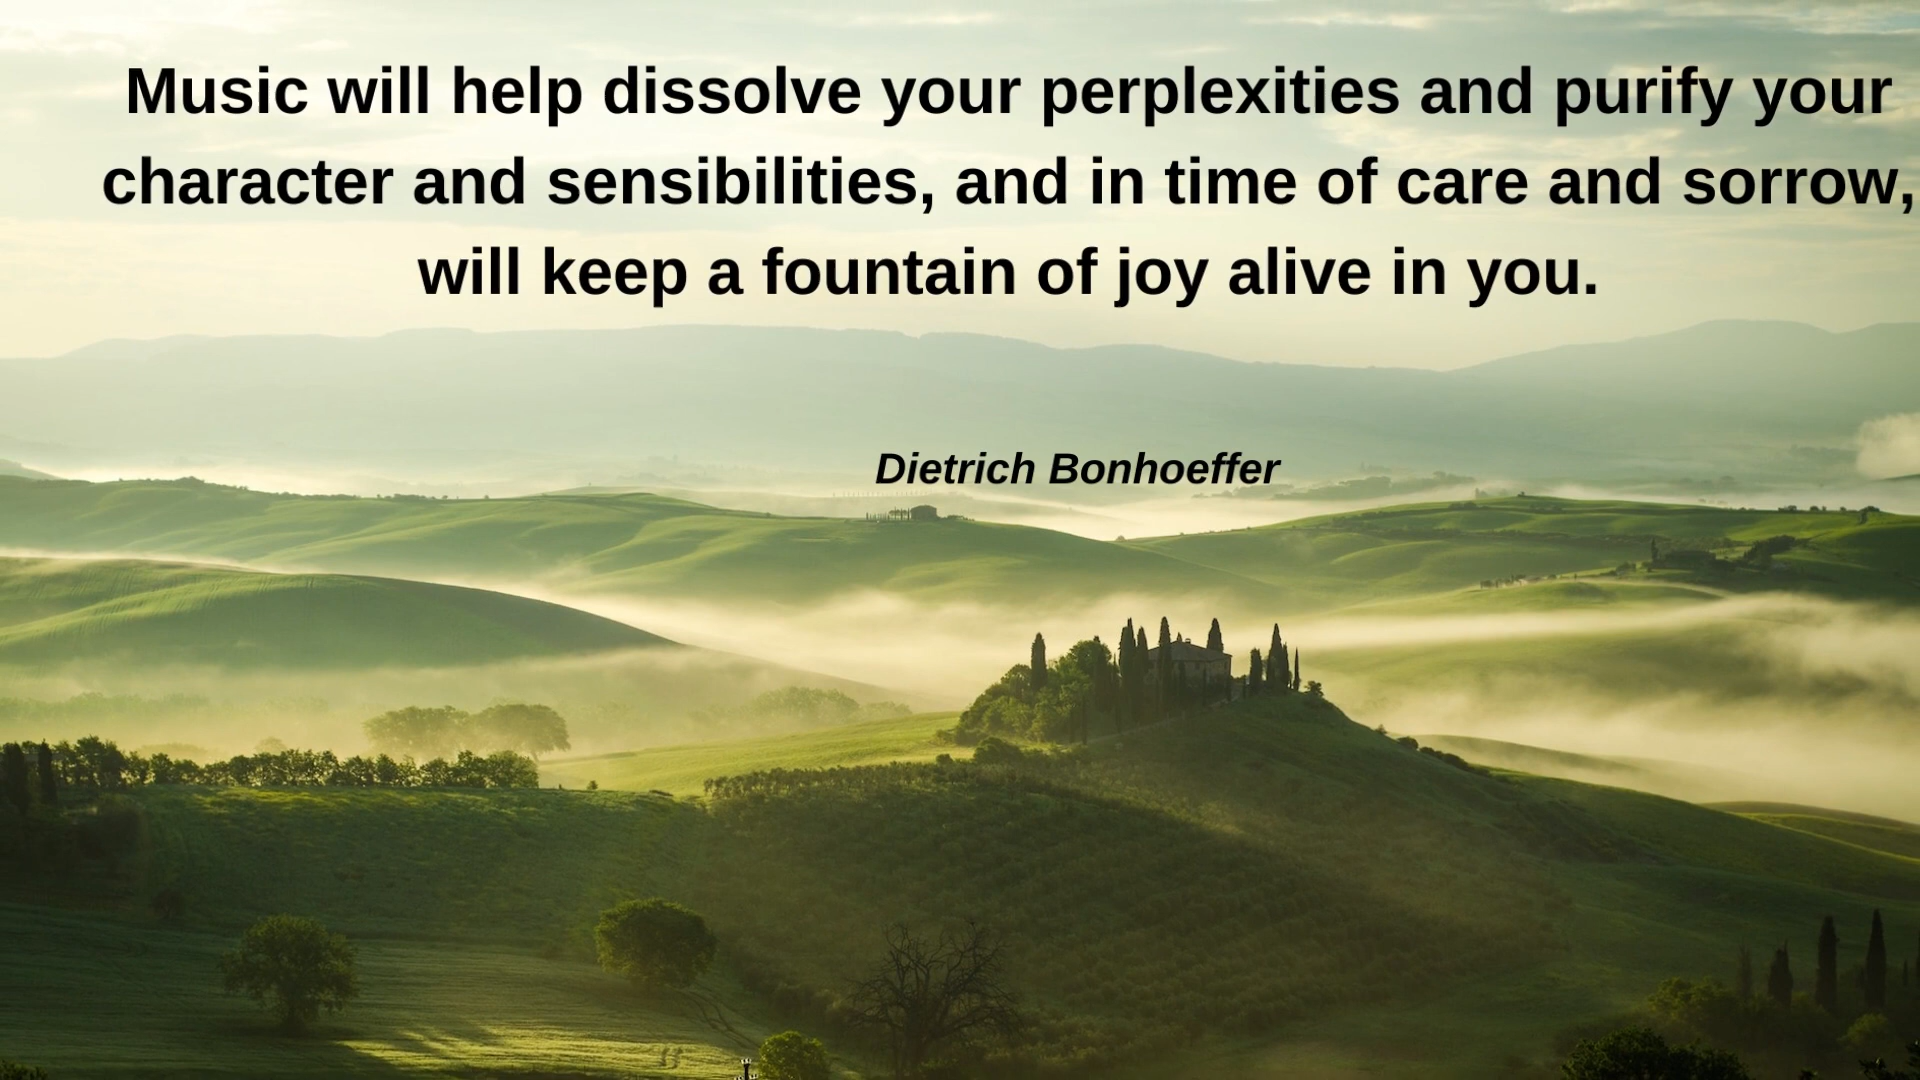 Music will help dissolve your perplexities and purify your
character and sensibilities, and in time of care and sorrow,
will keep a fountain of joy alive in you.
Dietrich Bonhoeffer